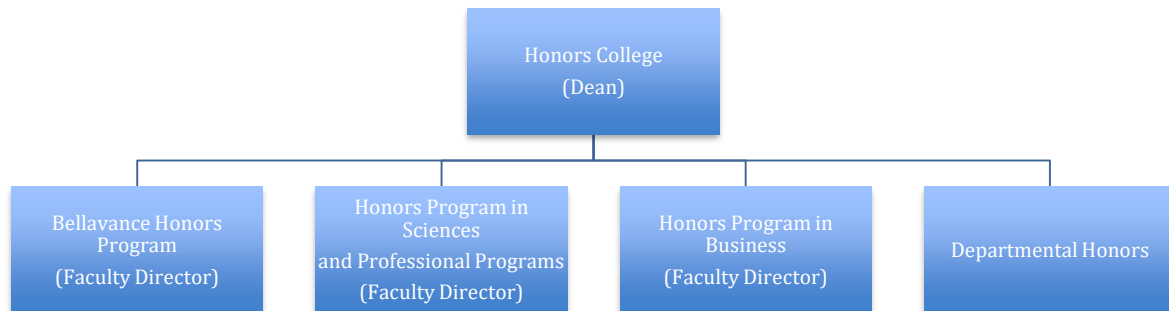 Honors College
(Dean)
Bellavance Honors
Program
(Faculty Director)
Honors Program in
Sciences
and Professional Programs
(Faculty Director)
Honors Program in
Business
(Faculty Director)
Departmental Honors